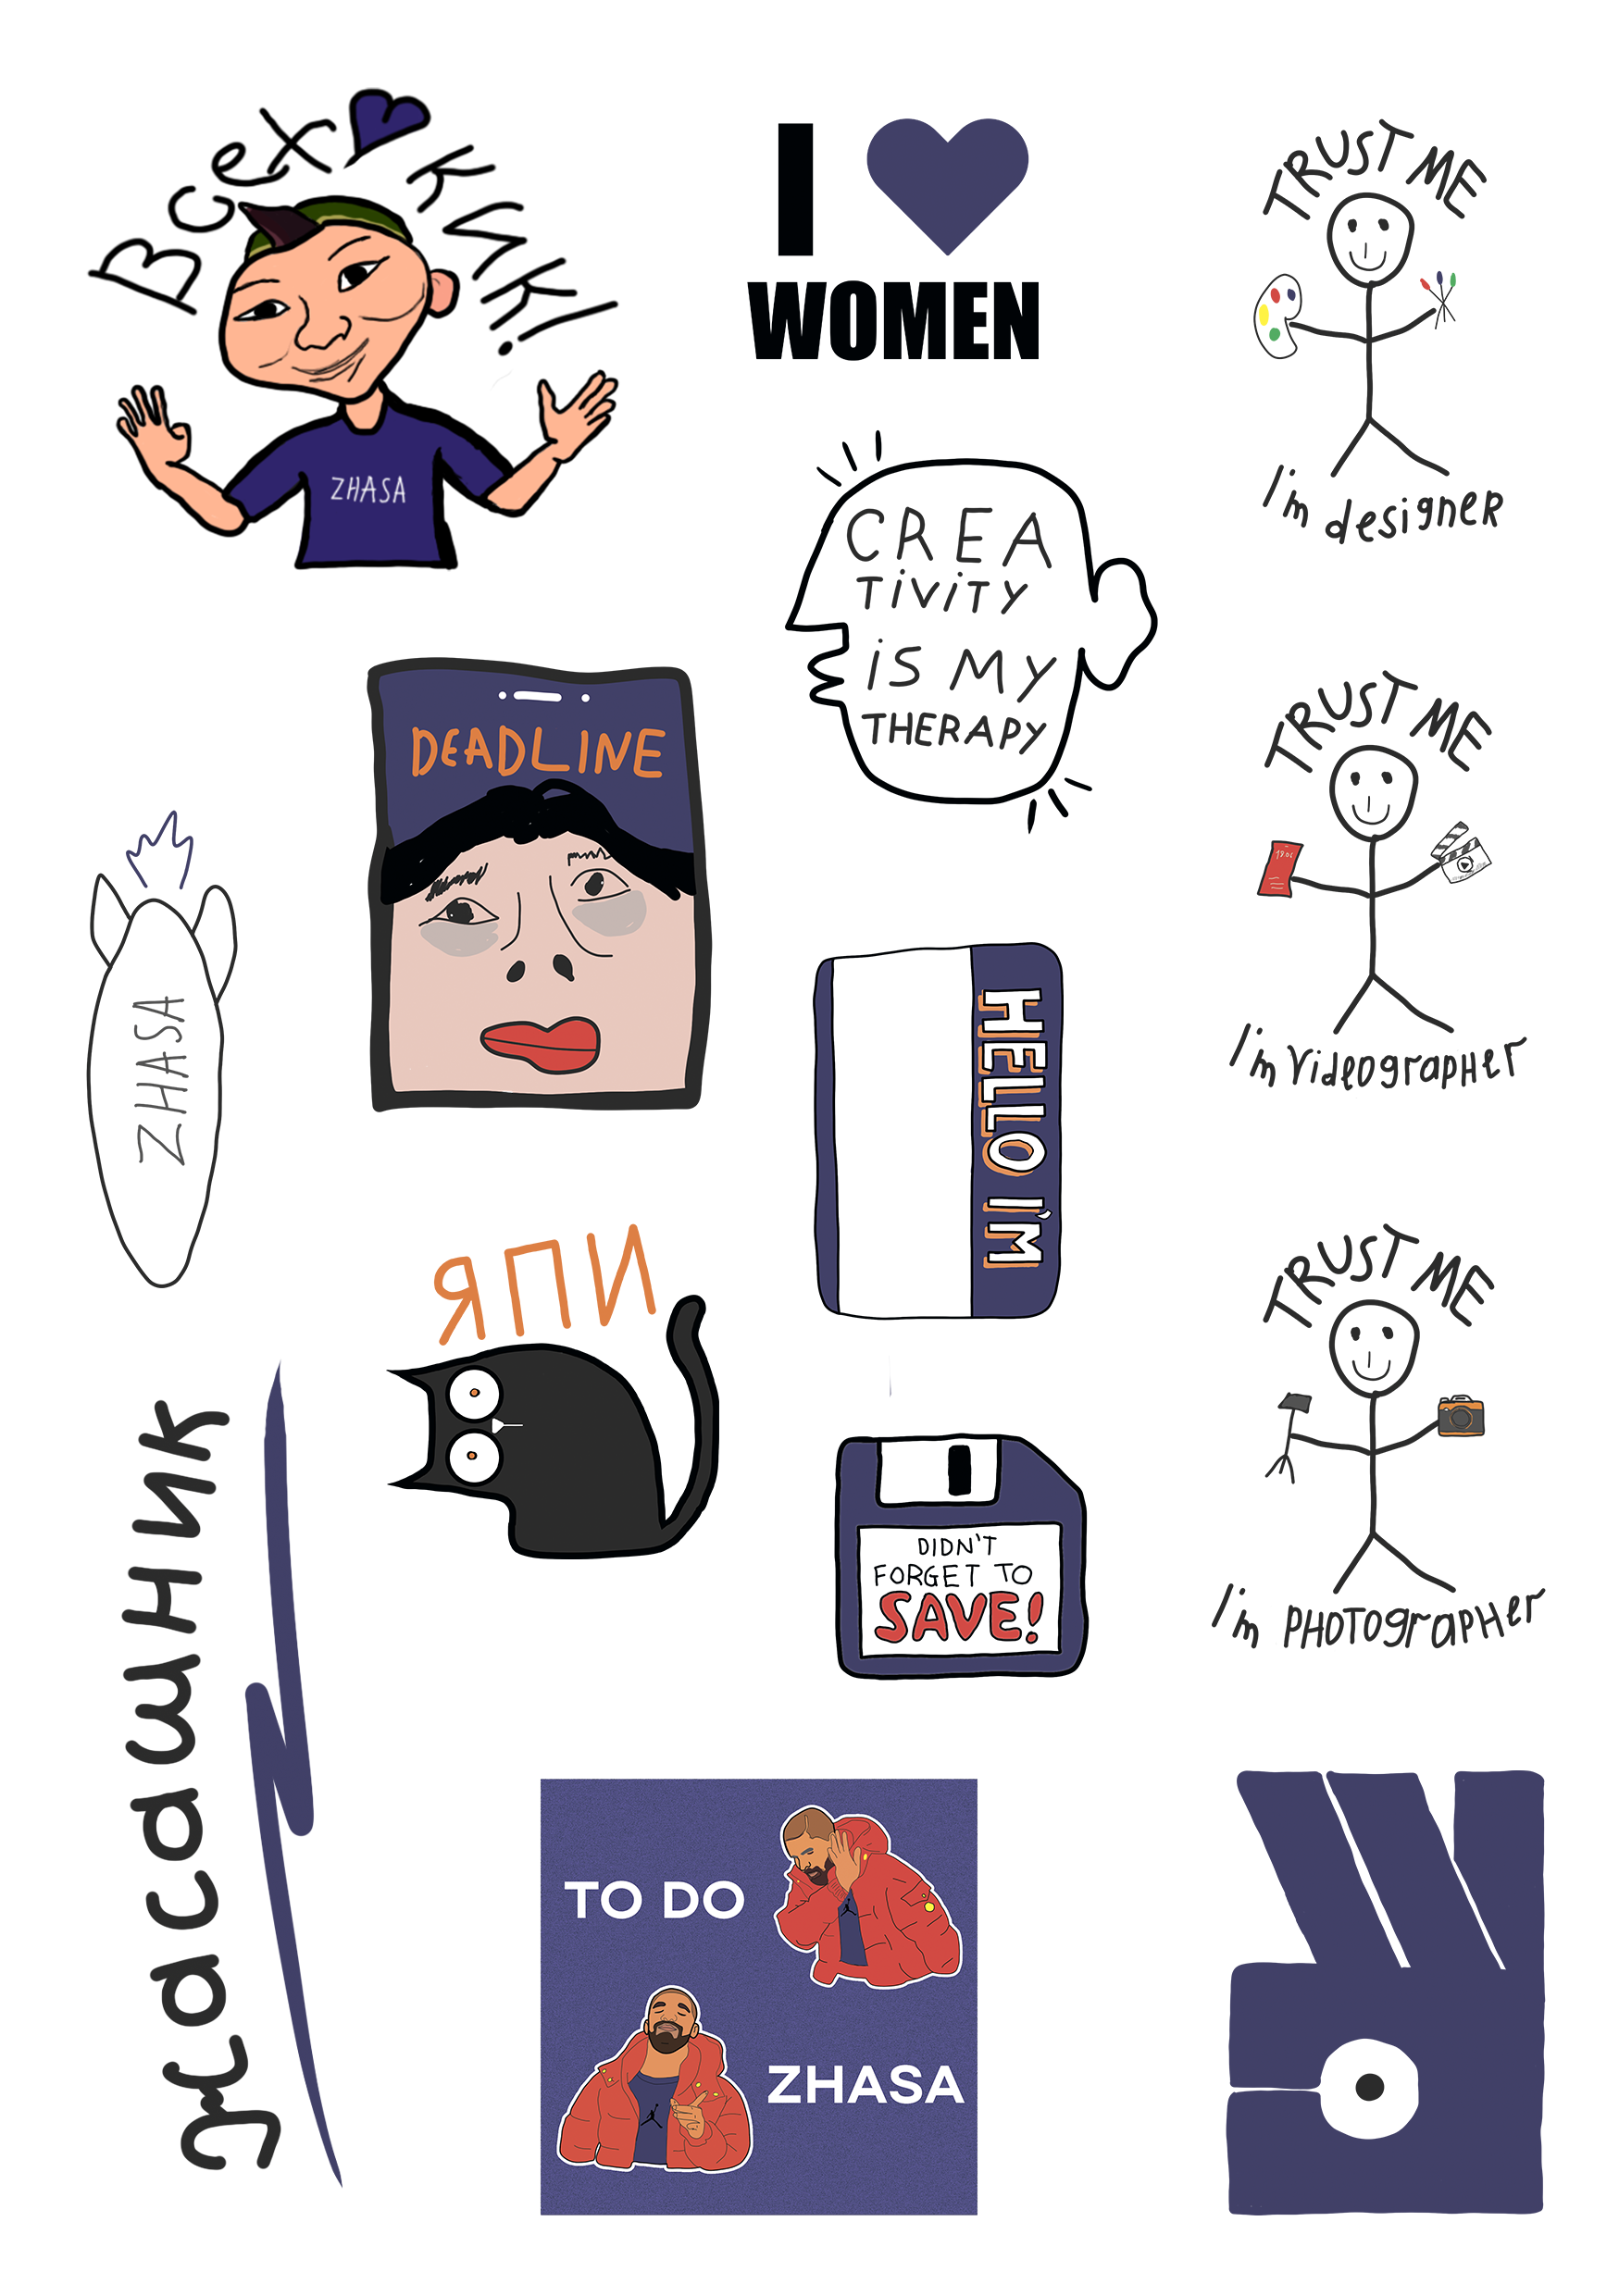 Всех ♥ КМК!
ZHASA
I ♥
WOMEN
TRUST ME
I'm designer
CREA
TIVITY
IS MY
THERAPY
DEADLINE
TRUST ME
I'm videographer
ZHASA
HELLO I'M
ЯПИ
TRUST ME
I'm PHOTOgrapHer
DIDN'T
FORGET TO
SAVE!
жасашник
TO DO
ZHASA